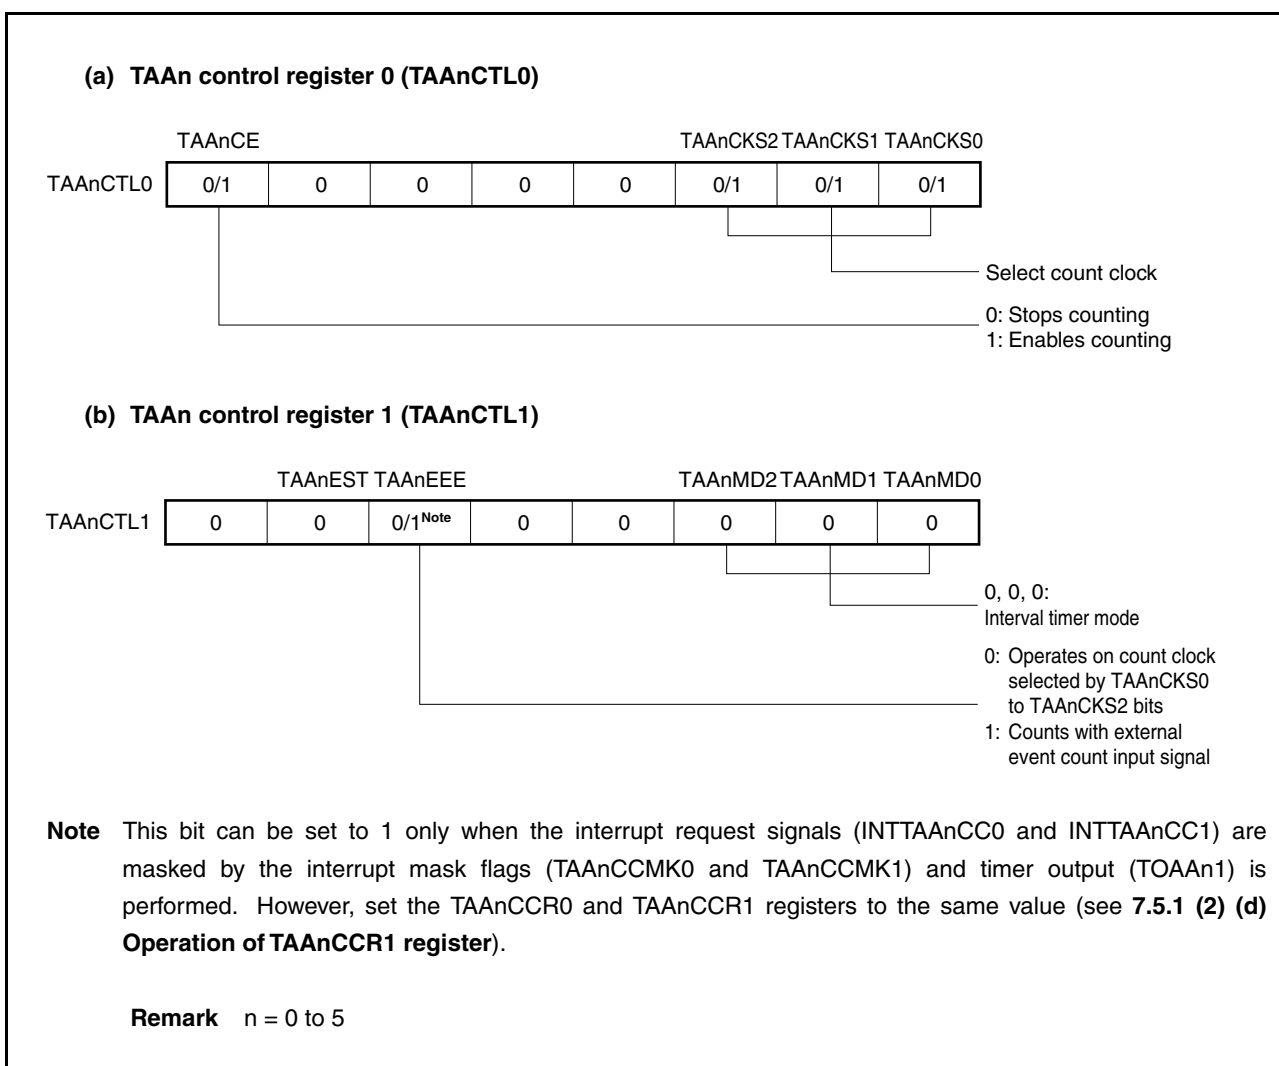 (a) TAAn control register 0 (TAAnCTL0)
TAAnCE TAAnCKS2 TAAnCKS1 TAAnCKS0
TAAnCTL0 0/1 0 0 0 0 0/1 0/1 0/1
Select count clock
0: Stops counting
1: Enables counting
(b) TAAn control register 1 (TAAnCTL1)
TAAnEST TAAnEEE TAAnMD2 TAAnMD1 TAAnMD0
TAAnCTL1 0 0 0/1Note 0 0 0 0 0
0, 0, 0:
Interval timer mode
0: Operates on count clock
selected by TAAnCKS0
to TAAnCKS2 bits
1: Counts with external
event count input signal
Note This bit can be set to 1 only when the interrupt request signals (INTTAAnCC0 and INTTAAnCC1) are
masked by the interrupt mask flags (TAAnCCMK0 and TAAnCCMK1) and timer output (TOAAn1) is
performed. However, set the TAAnCCR0 and TAAnCCR1 registers to the same value (see 7.5.1 (2) (d)
Operation of TAAnCCR1 register).
Remark n = 0 to 5